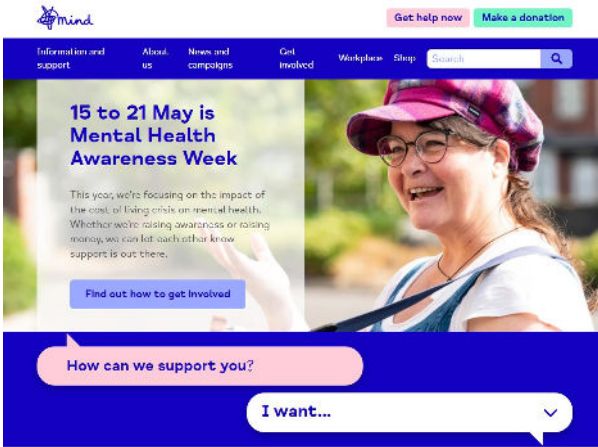 mind
Get help now
Make a donation
Information and
support
About
us
News and
campaigns
Get
involved
Workplace
Shop
Search
15 to 21 May is
Mental Health
Awareness Week
This year, we're focusing on the impact of
the cost of living crisis on mental health.
Whether we're raising awareness or raising
money, we can let each other know
support is out there.
Find out how to get involved
How can we support you?
I want...